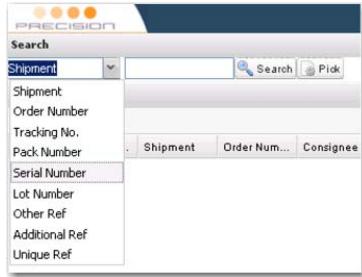 PRECISION
Search
Shipment
Search
Pick
Shipment
Order Number
Tracking No.
Pack Number
. Shipment Order Num... Consignee
Serial Number
Lot Number
Other Ref
Additional Ref
Unique Ref